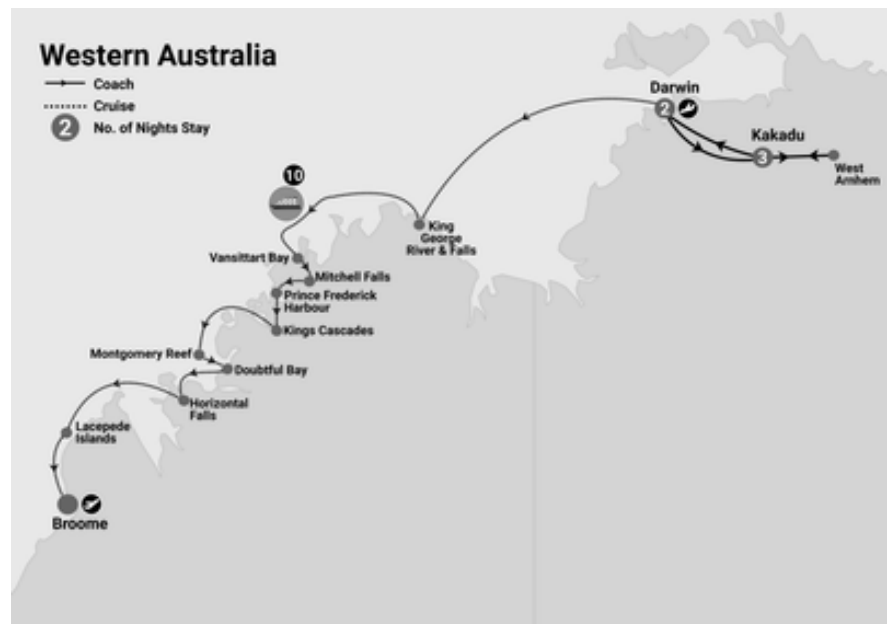 Western Australia
Coach
Cruise
2 No. of Nights Stay
Darwin
2
Kakadu
3
West
Arnhem
10
King
George
River & Falls
Vansittart Bay
Mitchell Falls
Prince Frederick
Harbour
Kings Cascades
Montgomery Reef
Doubtful Bay
Horizontal
Falls
Lacepede
Islands
Broome